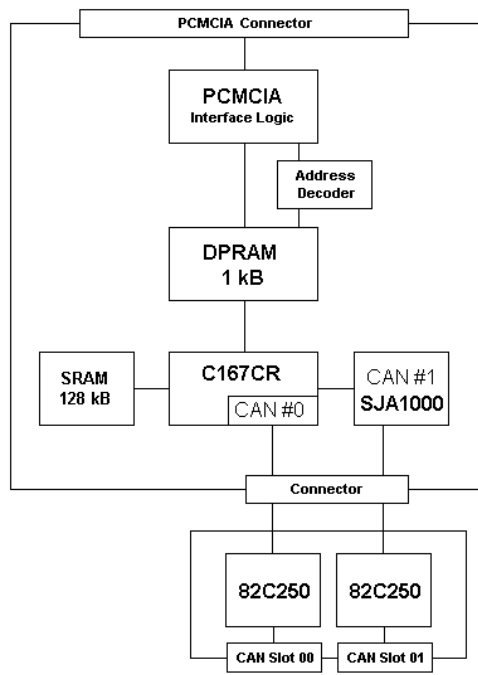 PCMCIA Connector
PCMCIA
Interface Logic
Address
Decoder
DPRAM
1 kB
SRAM
128 kB
C167CR
CAN #0
CAN #1
SJA1000
Connector
82C250
82C250
CAN Slot 00
CAN Slot 01